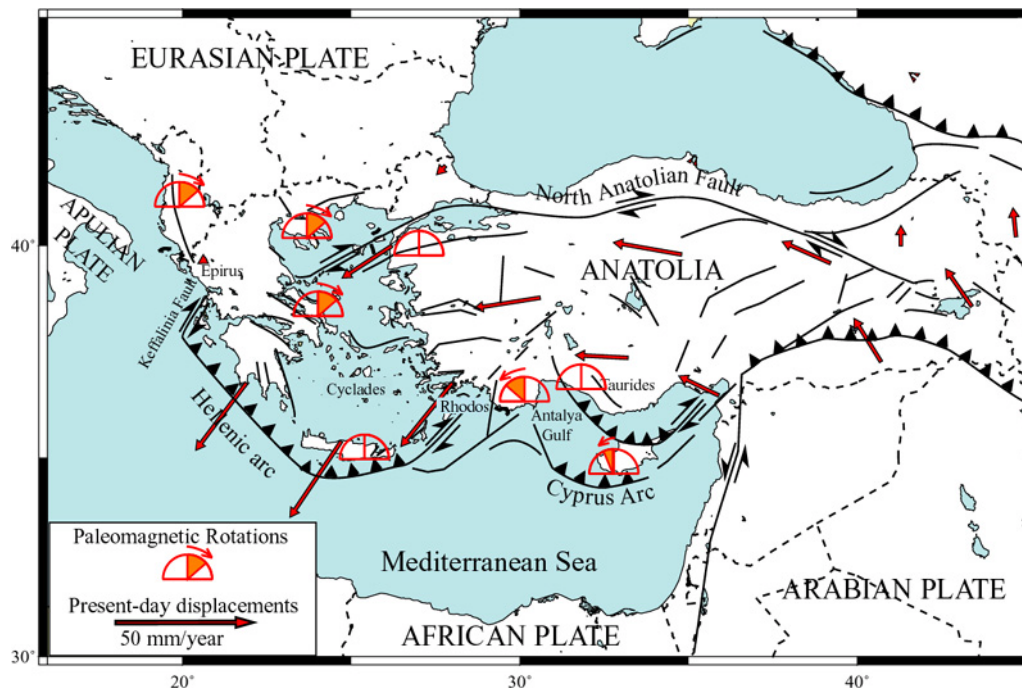 EURASIAN PLATE
North Anatolian Fault
APULIAN
PLATE
40°
Epirus
ANATOLIA
Keffalinia Fault
Cyclades
Rhodos
Taurides
Antalya
Gulf
Hellenic arc
Cyprus Arc
Paleomagnetic Rotations
Mediterranean Sea
Present-day displacements
50 mm/year
ARABIAN PLATE
AFRICAN PLATE
30°
20°
30°
40°